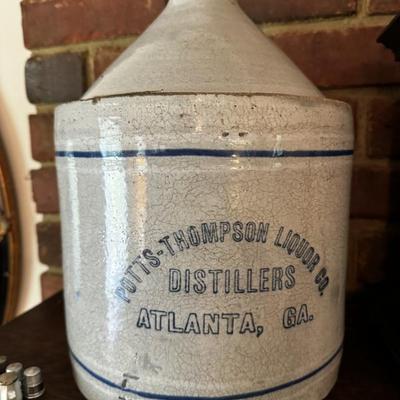 POTTS-THOMPSON LIQUOR CO.
DISTILLERS
ATLANTA, GA.